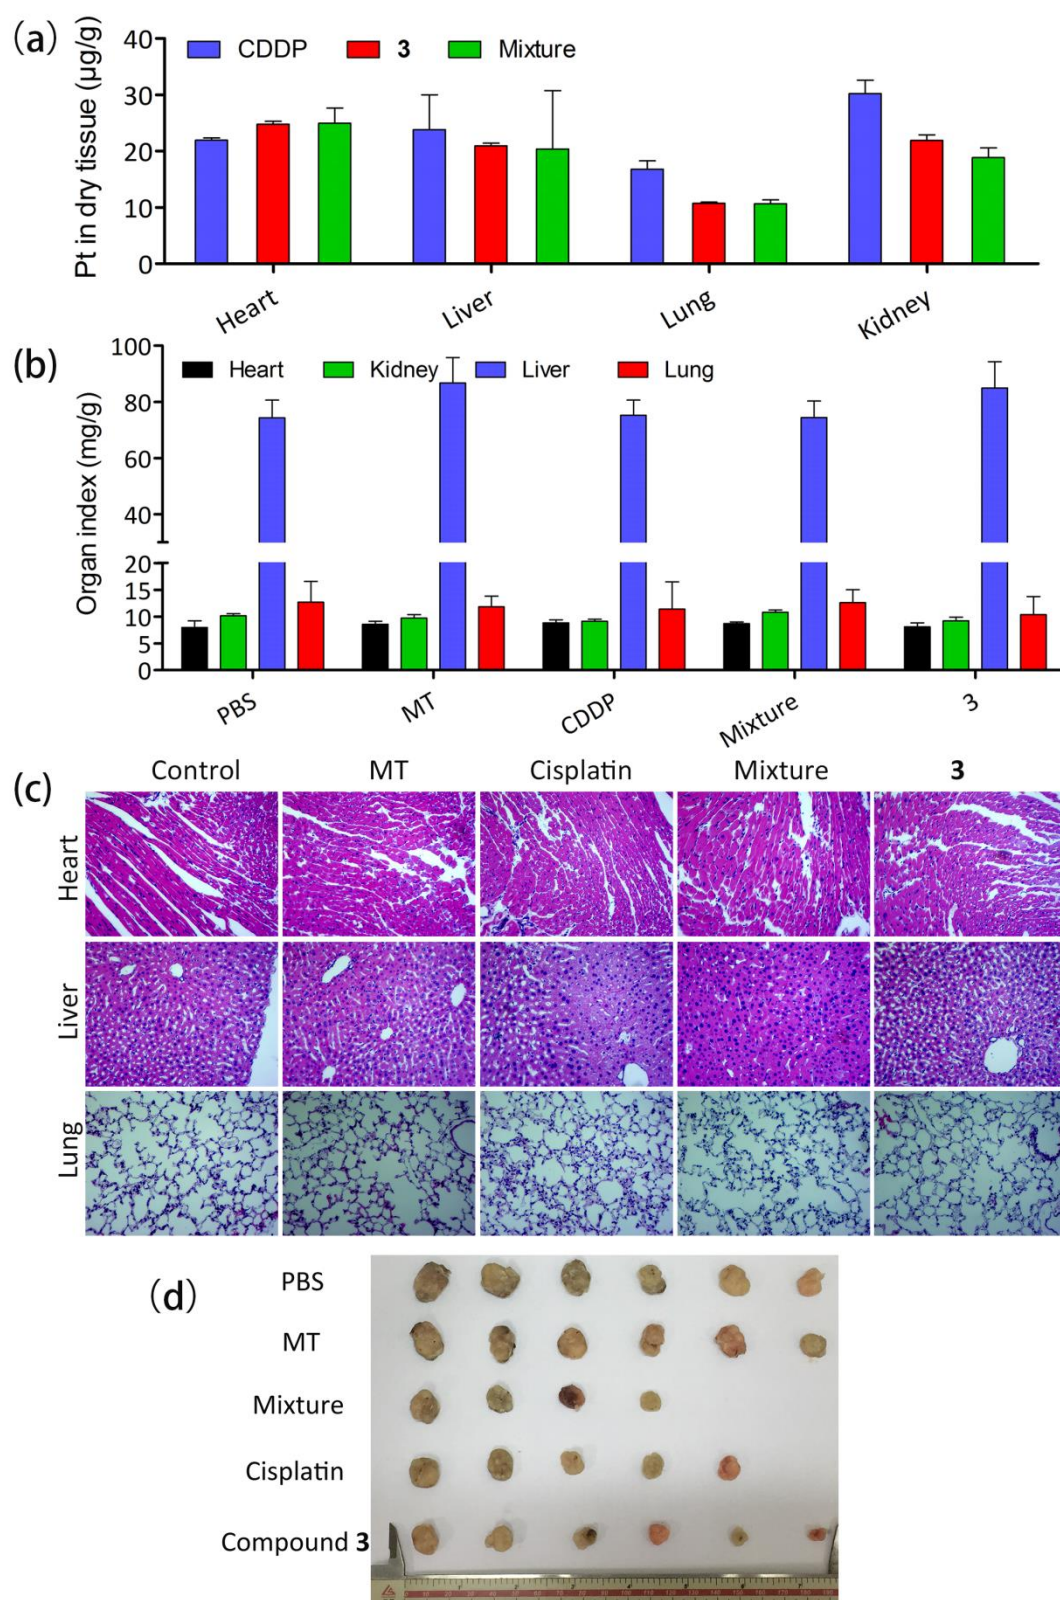 (a)
CDDP 3 Mixture
Pt in dry tissue (μg/g)
40
30
20
10
0
Heart Liver Lung Kidney
(b)
Heart Kidney Liver Lung
Organ index (mg/g)
100
80
60
40
20
15
10
5
0
PBS MT CDDP Mixture 3
(c)
Control MT Cisplatin Mixture 3
Heart
Liver
Lung
(d)
PBS
MT
Mixture
Cisplatin
Compound 3